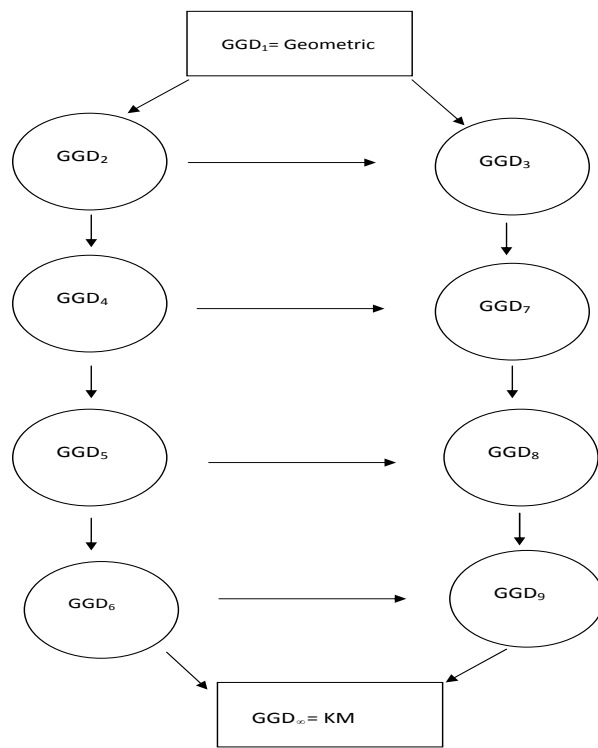 GGD₁= Geometric
GGD₂
GGD₃
GGD₄
GGD₇
GGD₅
GGD₈
GGD₆
GGD₉
GGD∞= KM